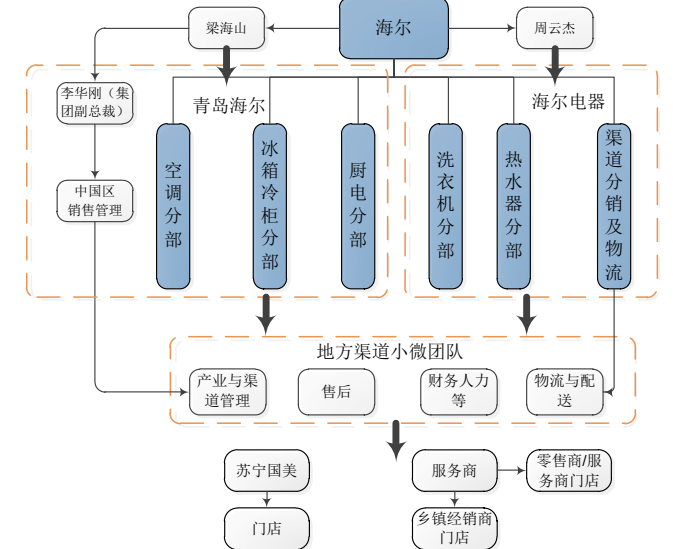 梁海山
海尔
周云杰
李华刚（集
团副总裁）
青岛海尔
海尔电器
中国区
销售管理
空调分部
冰箱冷柜分部
厨电分部
洗衣机分部
热水器分部
渠道分销及物流
地方渠道小微团队
产业与渠
道管理
售后
财务人力
等
物流与配
送
苏宁国美
服务商
零售商/服
务商门店
门店
乡镇经销商
门店